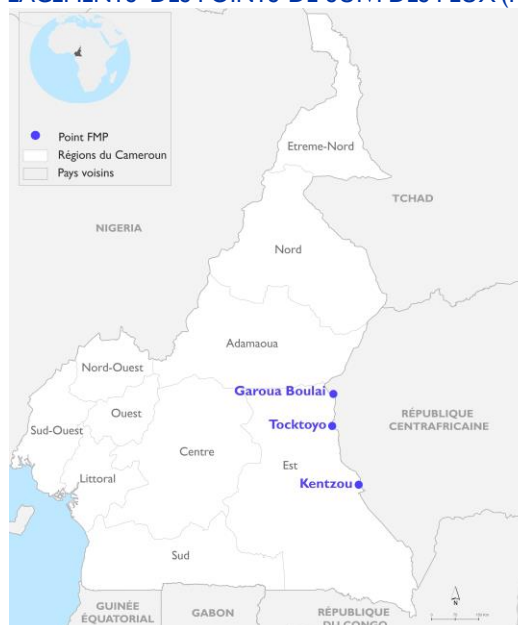 Point FMP
Régions du Cameroun
Pays voisins
Etreme-Nord
TCHAD
NIGERIA
Nord
Adamaoua
Nord-Ouest
Garoua Boulai
Ouest
RÉPUBLIQUE
CENTRAFRICAINE
Tocktoyo
Sud-Ouest
Centre
Est
Littoral
Kentzou
Sud
N
GUINÉE
ÉQUATORIAL
GABON
RÉPUBLIQUE
DU CONGO